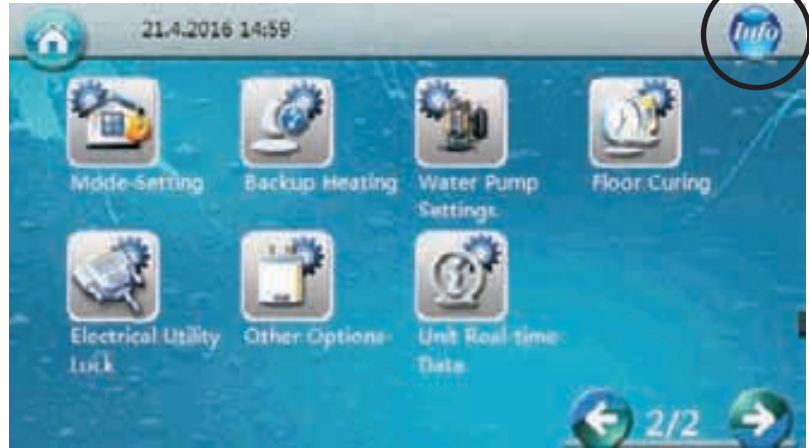 21.4.2016 14:59
Info
Mode-Setting
Backup Heating
Water Pump
Settings
Floor Curing
Electrical Utility
Lock
Other Options
Unit Real-time
Data
2/2